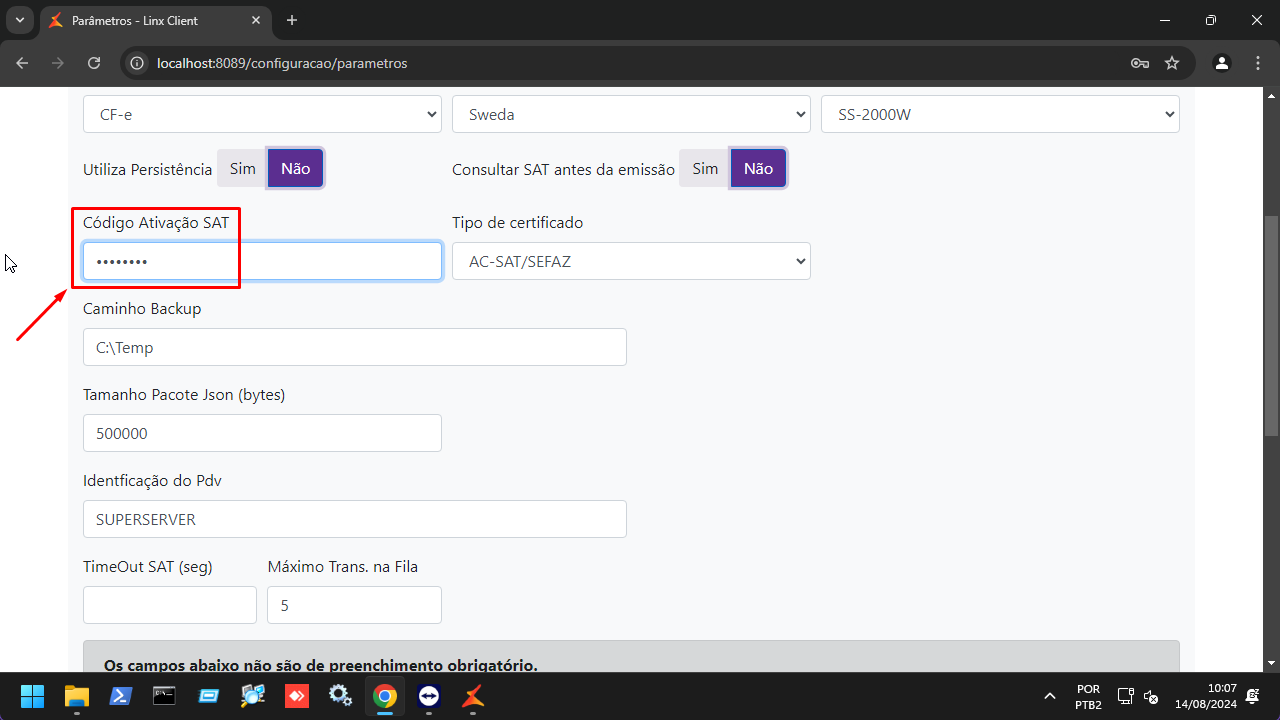 Parâmetros - Linx Client
localhost:8089/configuracao/parametros
CF-e Sweda SS-2000W
Utiliza Persistência Sim Não Consultar SAT antes da emissão Sim Não
Código Ativação SAT Tipo de certificado
•••••••• AC-SAT/SEFAZ
Caminho Backup
C:\Temp
Tamanho Pacote Json (bytes)
500000
Identficação do Pdv
SUPERSERVER
TimeOut SAT (seg) Máximo Trans. na Fila
5
Os campos abaixo não são de preenchimento obrigatório.
POR 10:07
PTB2 14/08/2024